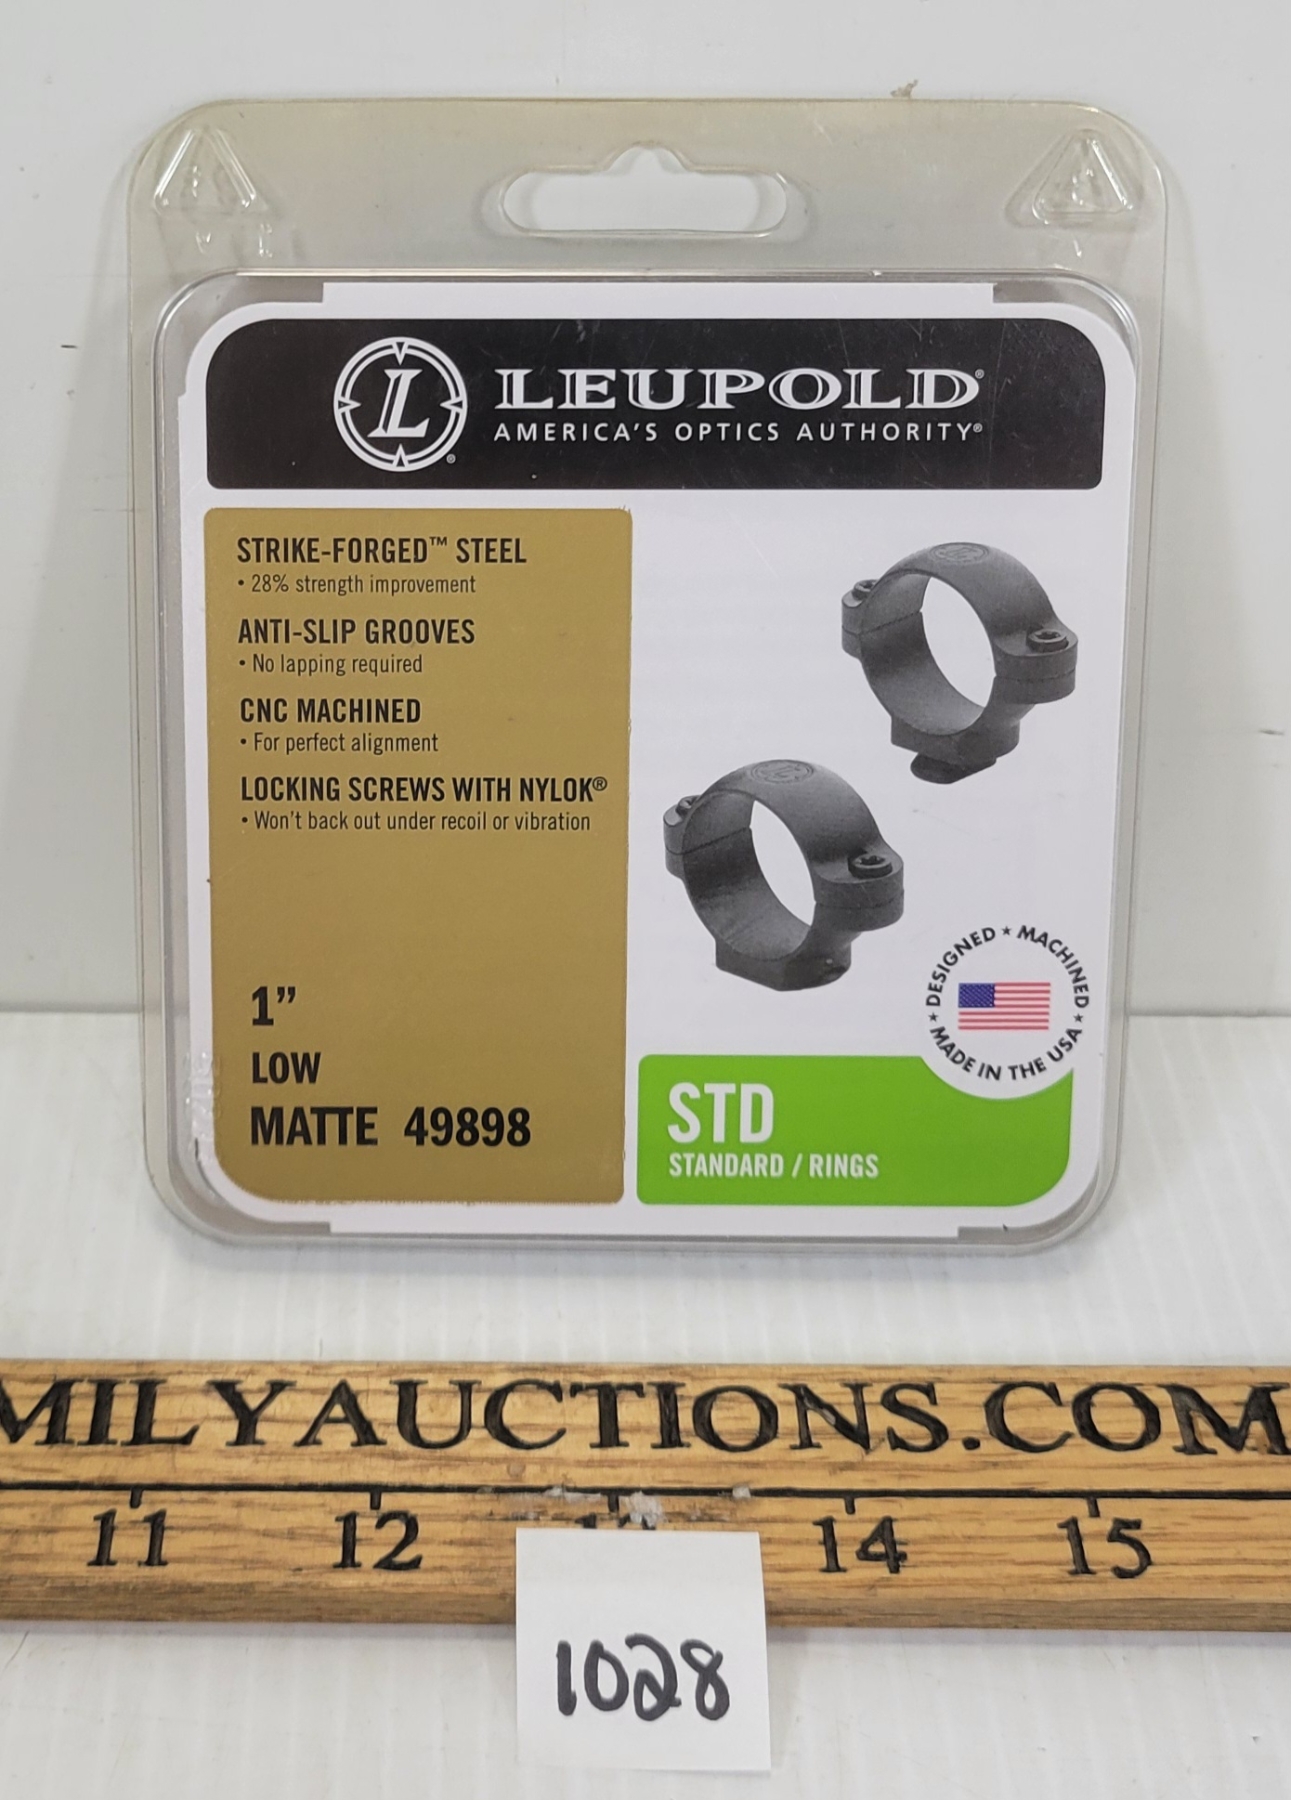 L
LEUPOLD®
AMERICA'S OPTICS AUTHORITY®
STRIKE-FORGED™ STEEL
• 28% strength improvement
ANTI-SLIP GROOVES
• No lapping required
CNC MACHINED
• For perfect alignment
LOCKING SCREWS WITH NYLOK®
• Won't back out under recoil or vibration
1”
LOW
MATTE 49898
★ DESIGNED ★ MACHINED ★ MADE IN THE USA
STD
STANDARD / RINGS
MILYAUCTIONS.COM
11 12 14 15
1028